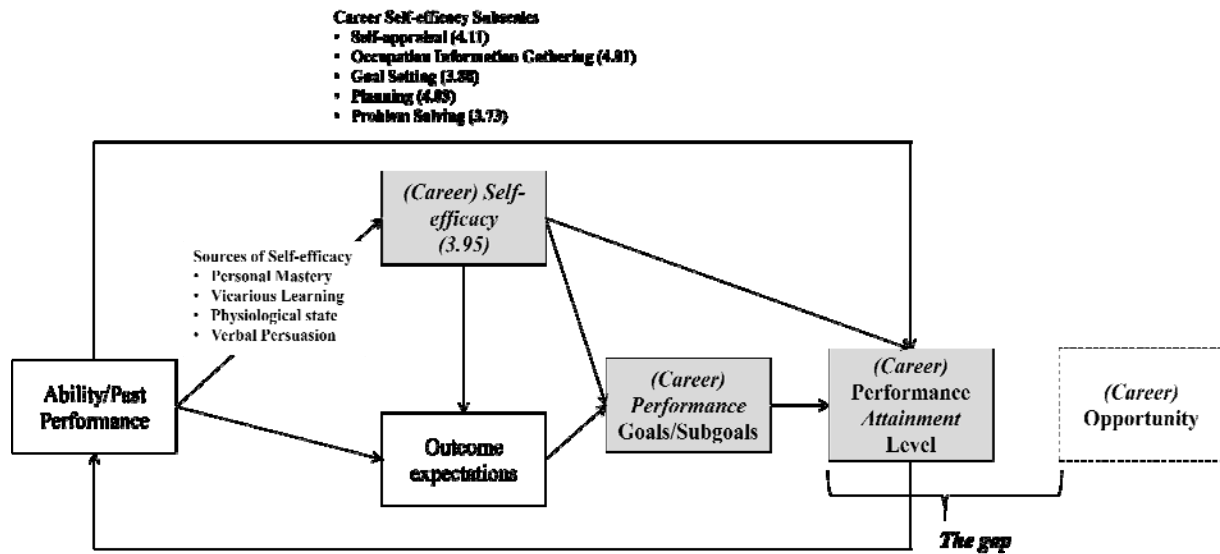 Career Self-efficacy Subscales
• Self-appraisal (4.11)
• Occupation Information Gathering (4.01)
• Goal Setting (3.88)
• Planning (4.03)
• Problem Solving (3.73)
(Career) Self-
efficacy
(3.95)
Sources of Self-efficacy
• Personal Mastery
• Vicarious Learning
• Physiological state
• Verbal Persuasion
Ability/Past
Performance
Outcome
expectations
(Career)
Performance
Goals/Subgoals
(Career)
Performance
Attainment
Level
(Career)
Opportunity
The gap